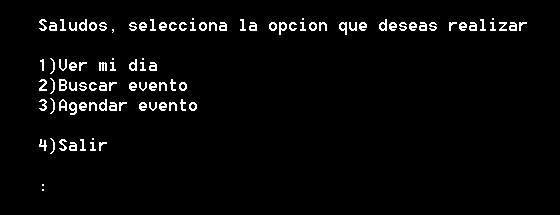 Saludos, selecciona la opcion que deseas realizar
1)Ver mi dia
2)Buscar evento
3)Agendar evento
4)Salir
: